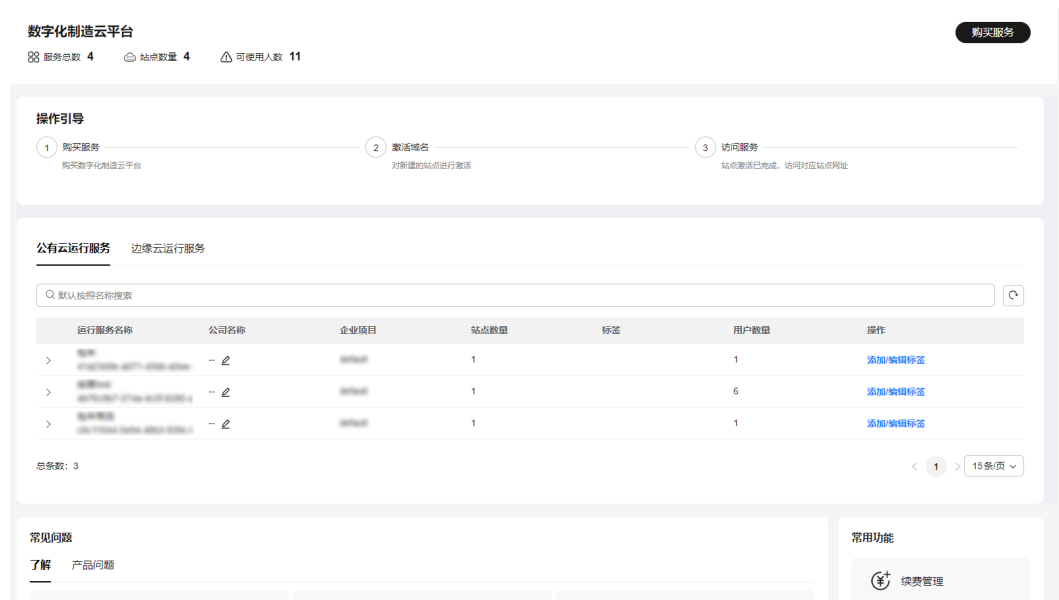 数字化制造云平台
购买服务
服务总数 4 站点数量 4 可使用人数 11
操作引导
1 购买服务 2 激活域名 3 访问服务
购买数字化制造云平台 对新建的站点进行激活 站点激活已完成，访问对应站点网址
公有云运行服务 边缘云运行服务
默认按照名称搜索
运行服务名称 公司名称 企业项目 站点数量 标签 用户数量 操作
-- 1 1 添加/编辑标签
-- 1 6 添加/编辑标签
-- 1 1 添加/编辑标签
总条数：3 < 1 > 15条/页
常见问题 常用功能
了解 产品问题
续费管理